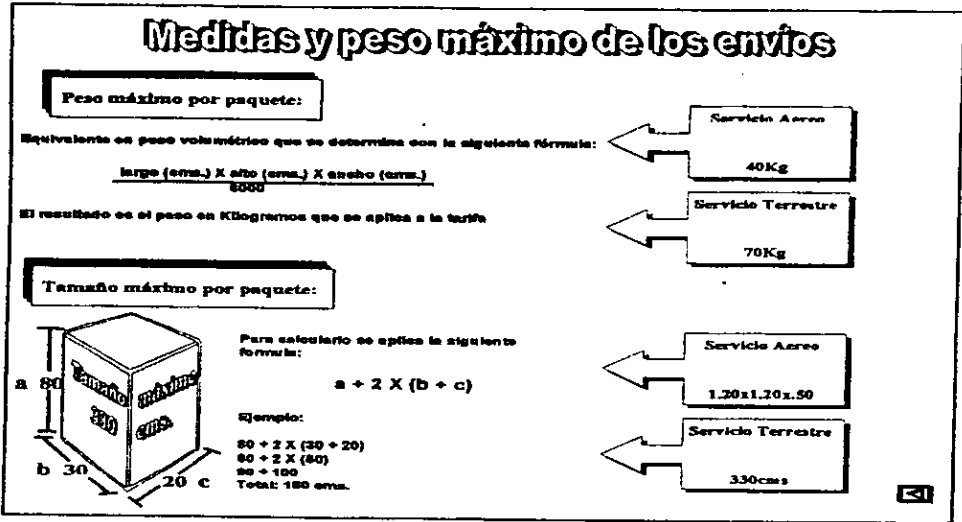 Medidas y peso máximo de los envíos
Peso máximo por paquete:
Equivalente en peso volumétrico que se determina con la siguiente fórmula:
largo (cms.) X alto (cms.) X ancho (cms.)
6000
El resultado es el peso en Kilogramos que se aplica a la tarifa
Servicio Aereo
40Kg
Servicio Terrestre
70Kg
Tamaño máximo por paquete:
a 80
Tamaño máximo
330 cms.
b 30
20 c
Para calcularlo se aplica la siguiente
formula:
a + 2 X (b + c)
Ejemplo:
80 + 2 X (30 + 20)
80 + 2 X (50)
80 + 100
Total: 180 cms.
Servicio Aereo
1.20x1.20x.50
Servicio Terrestre
330cms